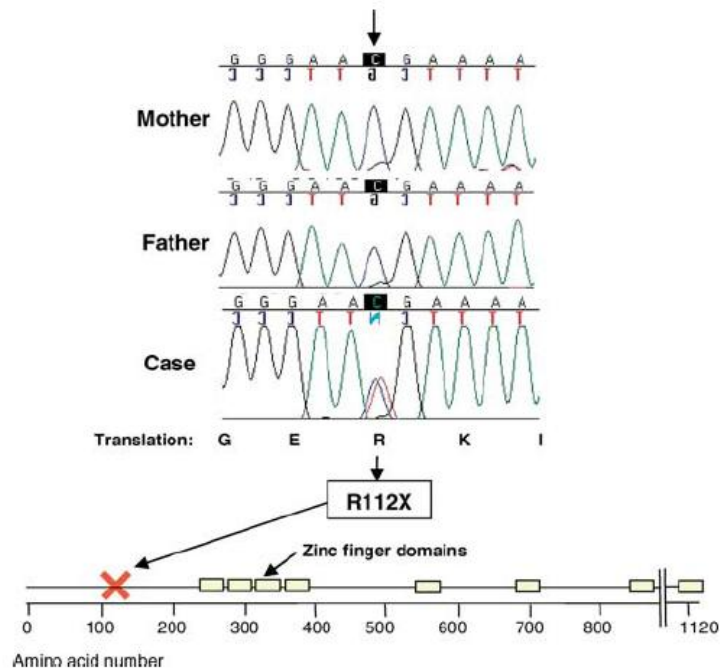 G G G A A C G A A A A
C C C T T G C T T T T
Mother
G G G A A C G A A A A
C C C T T G C T T T T
Father
G G G A A C G A A A A
C C C T T N C T T T T
Case
Translation: G E R K I
R112X
Zinc finger domains
0 100 200 300 400 500 600 700 800 1120
Amino acid number